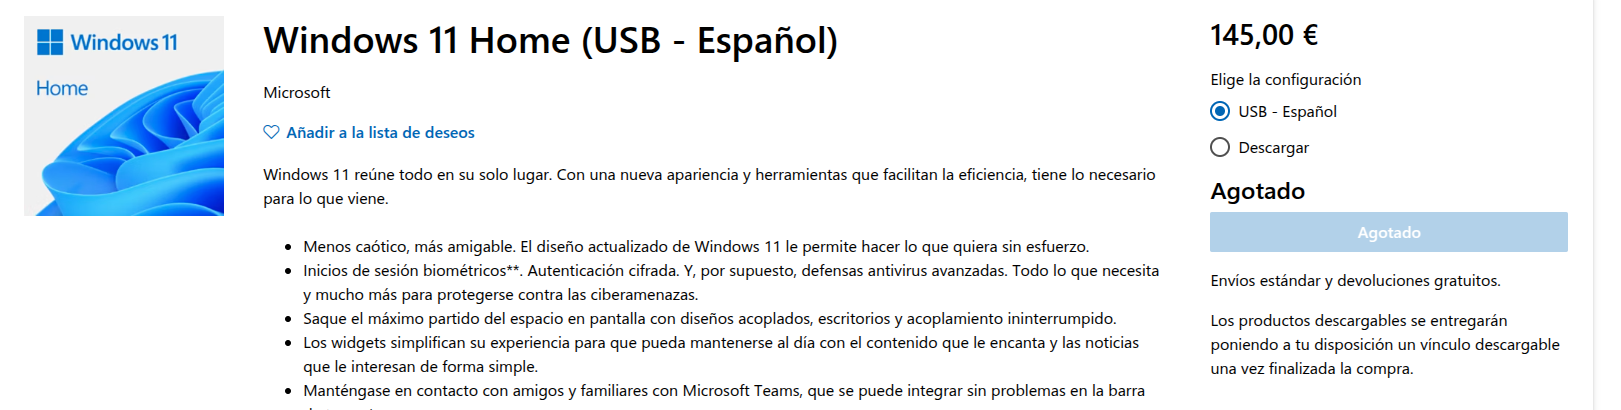 Windows 11
Home
Windows 11 Home (USB - Español)
Microsoft
Añadir a la lista de deseos
Windows 11 reúne todo en su solo lugar. Con una nueva apariencia y herramientas que facilitan la eficiencia, tiene lo necesario
para lo que viene.
Menos caótico, más amigable. El diseño actualizado de Windows 11 le permite hacer lo que quiera sin esfuerzo.
Inicios de sesión biométricos**. Autenticación cifrada. Y, por supuesto, defensas antivirus avanzadas. Todo lo que necesita
y mucho más para protegerse contra las ciberamenazas.
Saque el máximo partido del espacio en pantalla con diseños acoplados, escritorios y acoplamiento ininterrumpido.
Los widgets simplifican su experiencia para que pueda mantenerse al día con el contenido que le encanta y las noticias
que le interesan de forma simple.
Manténgase en contacto con amigos y familiares con Microsoft Teams, que se puede integrar sin problemas en la barra
145,00 €
Elige la configuración
USB - Español
Descargar
Agotado
Agotado
Envíos estándar y devoluciones gratuitos.
Los productos descargables se entregarán
poniendo a tu disposición un vínculo descargable
una vez finalizada la compra.